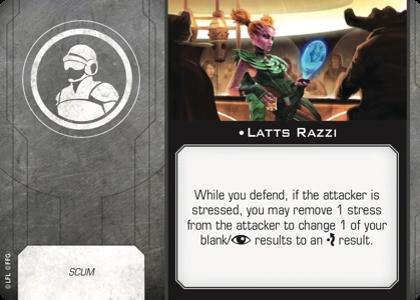 • LATTS RAZZI
While you defend, if the attacker is
stressed, you may remove 1 stress
from the attacker to change 1 of your
blank/ results to an result.
SCUM
© LFL © FFG